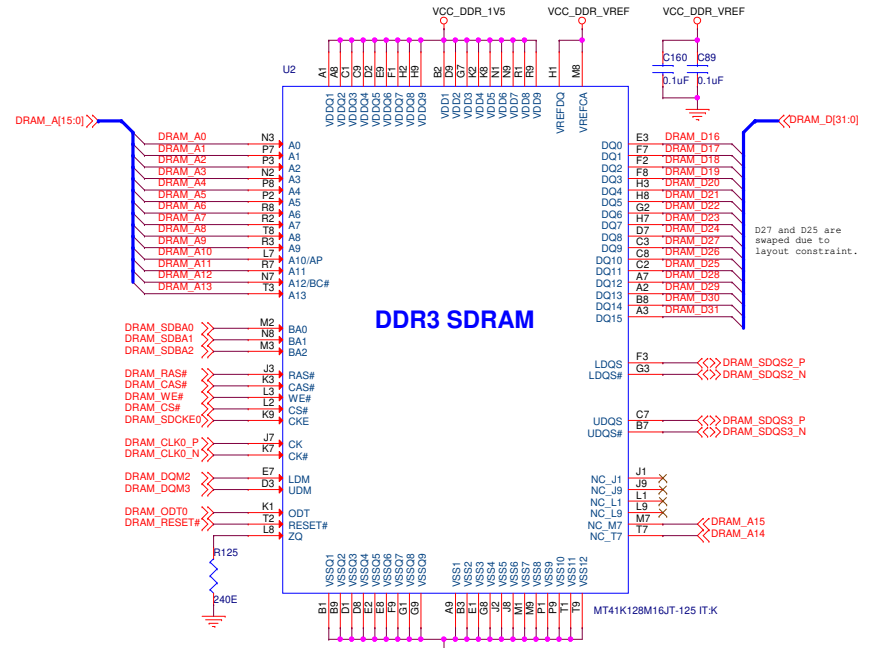 VCC_DDR_1V5
VCC_DDR_VREF
VCC_DDR_VREF
U2
A1 A8 C1 C9 D2 E9 F1 H2 H9 B2 D9 G7 K2 K8 N1 N9 R1 R9 H1 M8
VDDQ1 VDDQ2 VDDQ3 VDDQ4 VDDQ5 VDDQ6 VDDQ7 VDDQ8 VDDQ9 VDD1 VDD2 VDD3 VDD4 VDD5 VDD6 VDD7 VDD8 VDD9 VREFDQ VREFCA
C160 C89
0.1uF 0.1uF
DRAM_A[15:0]
DRAM_D[31:0]
DRAM_A0 N3 A0
DRAM_A1 P7 A1
DRAM_A2 P3 A2
DRAM_A3 N2 A3
DRAM_A4 P8 A4
DRAM_A5 P2 A5
DRAM_A6 R8 A6
DRAM_A7 R2 A7
DRAM_A8 T8 A8
DRAM_A9 R3 A9
DRAM_A10 L7 A10/AP
DRAM_A11 R7 A11
DRAM_A12 N7 A12/BC#
DRAM_A13 T3 A13
DQ0 E3 DRAM_D16
DQ1 F7 DRAM_D17
DQ2 F2 DRAM_D18
DQ3 F8 DRAM_D19
DQ4 H3 DRAM_D20
DQ5 H8 DRAM_D21
DQ6 G2 DRAM_D22
DQ7 H7 DRAM_D23
DQ8 D7 DRAM_D24
DQ9 C3 DRAM_D27
DQ10 C8 DRAM_D26
DQ11 C2 DRAM_D25
DQ12 A7 DRAM_D28
DQ13 A2 DRAM_D29
DQ14 B8 DRAM_D30
DQ15 A3 DRAM_D31
D27 and D25 are
swaped due to
layout constraint.
DDR3 SDRAM
DRAM_SDBA0 M2 BA0
DRAM_SDBA1 N8 BA1
DRAM_SDBA2 M3 BA2
DRAM_RAS# J3 RAS#
DRAM_CAS# K3 CAS#
DRAM_WE# L3 WE#
DRAM_CS# L2 CS#
DRAM_SDCKE0 K9 CKE
DRAM_CLK0_P J7 CK
DRAM_CLK0_N K7 CK#
DRAM_DQM2 E7 LDM
DRAM_DQM3 D3 UDM
DRAM_ODT0 K1 ODT
DRAM_RESET# T2 RESET#
L8 ZQ
R125
240E
LDQS F3 DRAM_SDQS2_P
LDQS# G3 DRAM_SDQS2_N
UDQS C7 DRAM_SDQS3_P
UDQS# B7 DRAM_SDQS3_N
NC_J1 J1
NC_J9 J9
NC_L1 L1
NC_L9 L9
NC_M7 M7 DRAM_A15
NC_T7 T7 DRAM_A14
VSSQ1 VSSQ2 VSSQ3 VSSQ4 VSSQ5 VSSQ6 VSSQ7 VSSQ8 VSSQ9 VSS1 VSS2 VSS3 VSS4 VSS5 VSS6 VSS7 VSS8 VSS9 VSS10 VSS11 VSS12
B1 B9 D1 D8 E2 E8 F9 G1 G9 A9 B3 E1 G8 J2 J8 M1 M9 P1 P9 T1 T9
MT41K128M16JT-125 IT:K